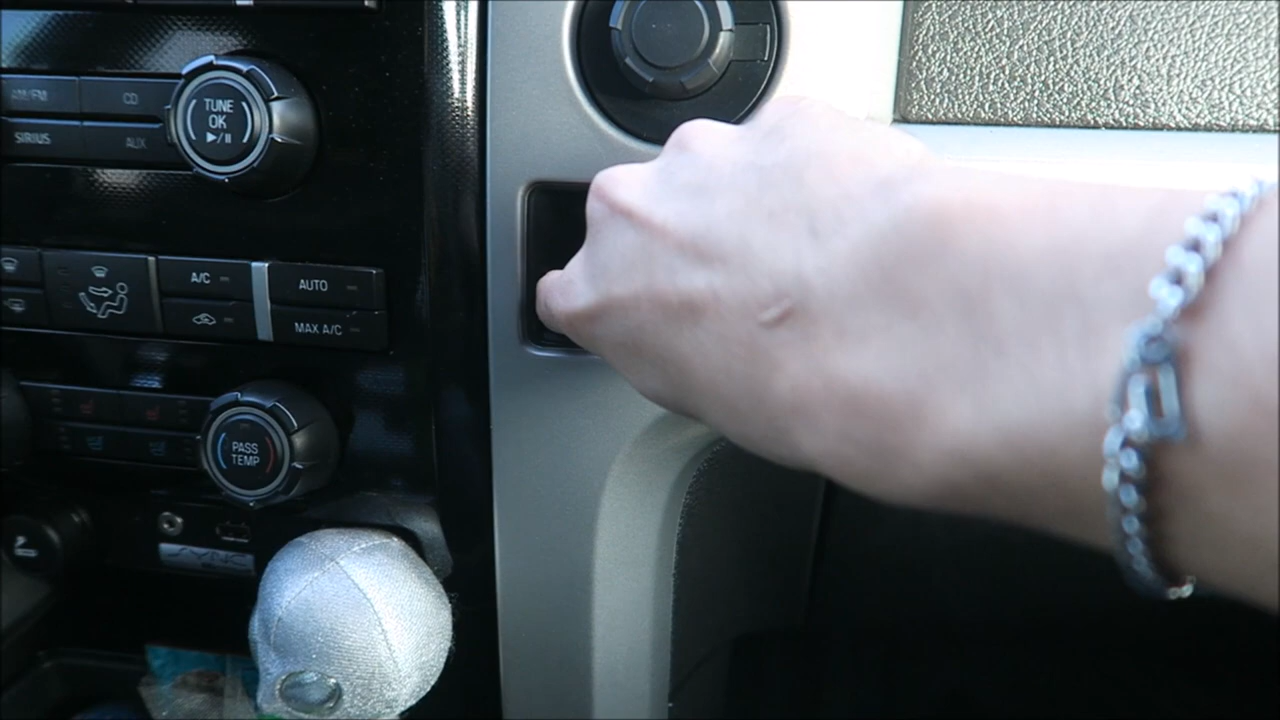 AM/FM
CD
TUNE
OK
SIRIUS
AUX
A/C
AUTO
MAX A/C
PASS
TEMP
SYNC